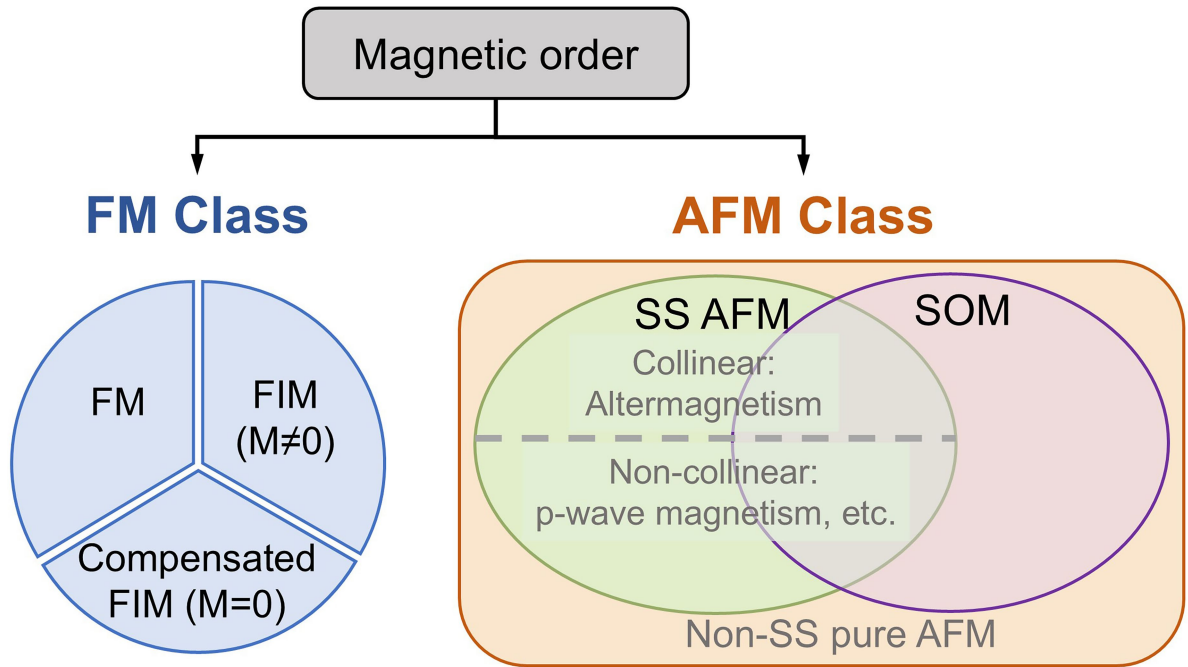 Magnetic order
FM Class
AFM Class
FM
FIM
(M≠0)
Compensated
FIM (M=0)
SS AFM
SOM
Collinear:
Altermagnetism
Non-collinear:
p-wave magnetism, etc.
Non-SS pure AFM